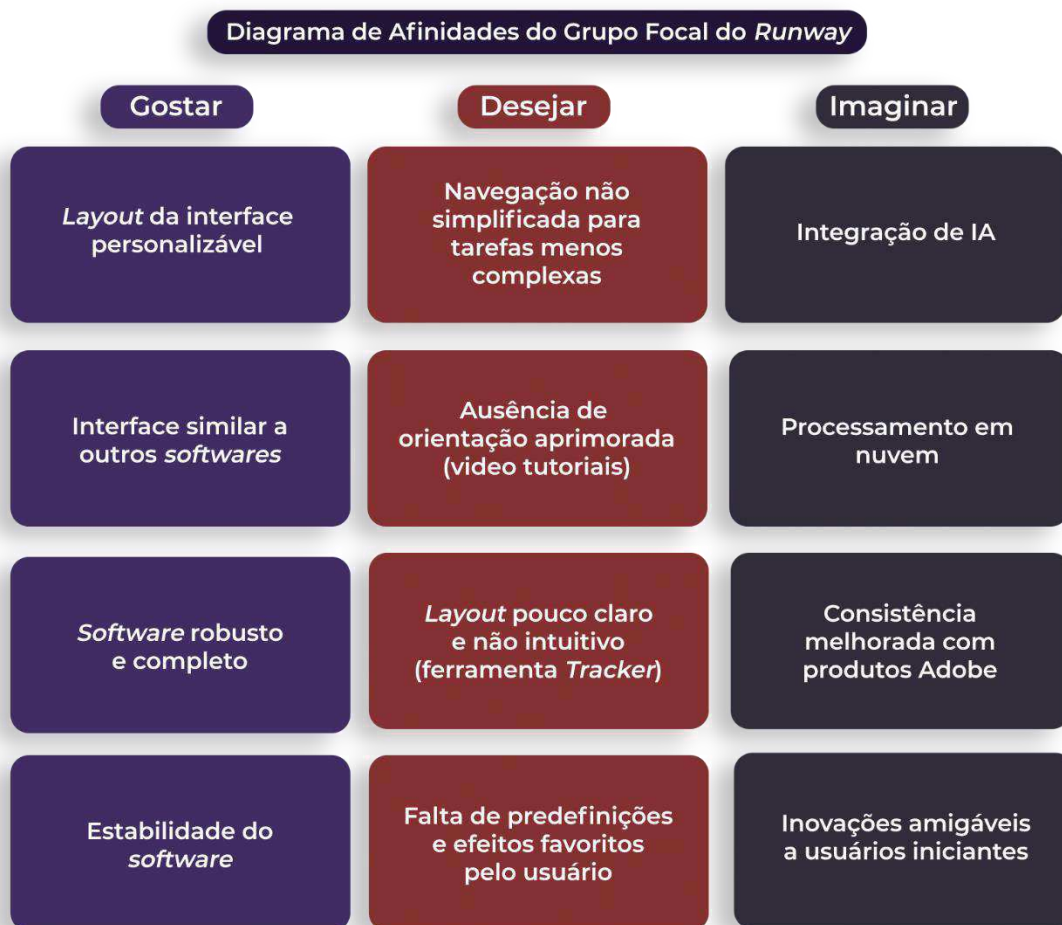 Diagrama de Afinidades do Grupo Focal do Runway
Gostar
Desejar
Imaginar
Layout da interface
personalizável
Navegação não
simplificada para
tarefas menos
complexas
Integração de IA
Interface similar a
outros softwares
Ausência de
orientação aprimorada
(video tutoriais)
Processamento em
nuvem
Software robusto
e completo
Layout pouco claro
e não intuitivo
(ferramenta Tracker)
Consistência
melhorada com
produtos Adobe
Estabilidade do
software
Falta de predefinições
e efeitos favoritos
pelo usuário
Inovações amigáveis
a usuários iniciantes